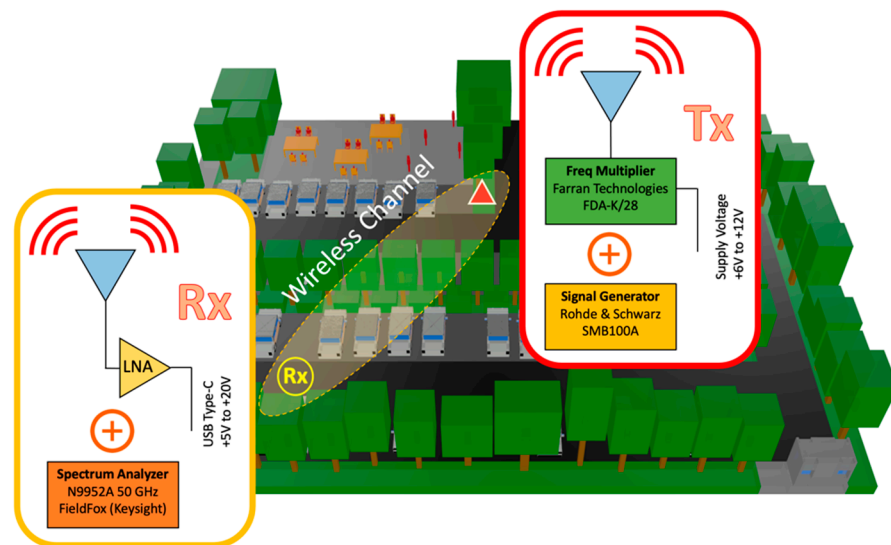 Tx
Freq Multiplier
Farran Technologies
FDA-K/28
Supply Voltage
+6V to +12V
Signal Generator
Rohde & Schwarz
SMB100A
Wireless Channel
Rx
Rx
LNA
USB Type-C
+5V to +20V
Spectrum Analyzer
N9952A 50 GHz
FieldFox (Keysight)